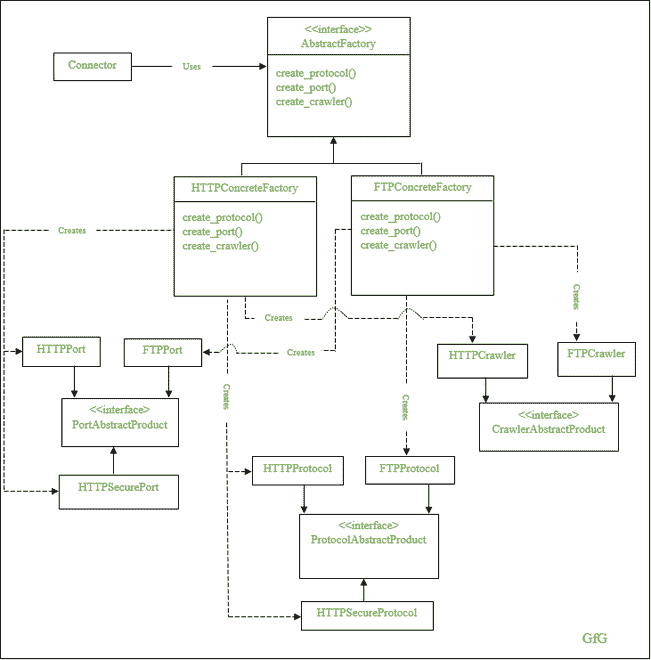 <<interface>>
AbstractFactory
create_protocol()
create_port()
create_crawler()
Connector
Uses
HTTPConcreteFactory
create_protocol()
create_port()
create_crawler()
FTPConcreteFactory
create_protocol()
create_port()
create_crawler()
Creates
Creates
Creates
Creates
Creates
Creates
HTTPPort
FTPPort
HTTPCrawler
FTPCrawler
<<interface>
PortAbstractProduct
<<interface>
CrawlerAbstractProduct
HTTPSecurePort
HTTPProtocol
FTPProtocol
<<interface>
ProtocolAbstractProduct
HTTPSecureProtocol
GfG